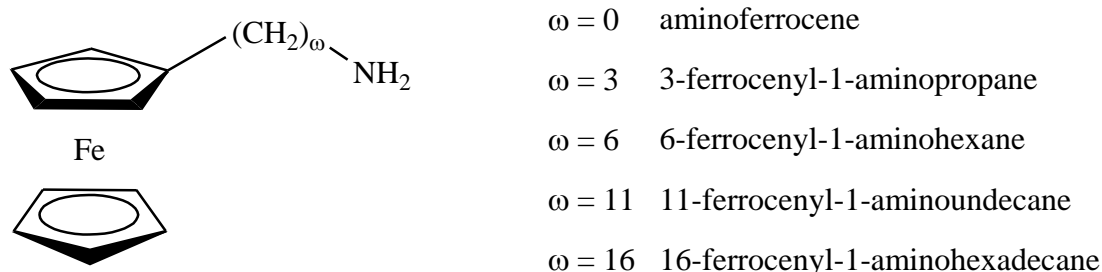 (CH2)ω
NH2
Fe
ω = 0 aminoferrocene
ω = 3 3-ferrocenyl-1-aminopropane
ω = 6 6-ferrocenyl-1-aminohexane
ω = 11 11-ferrocenyl-1-aminoundecane
ω = 16 16-ferrocenyl-1-aminohexadecane